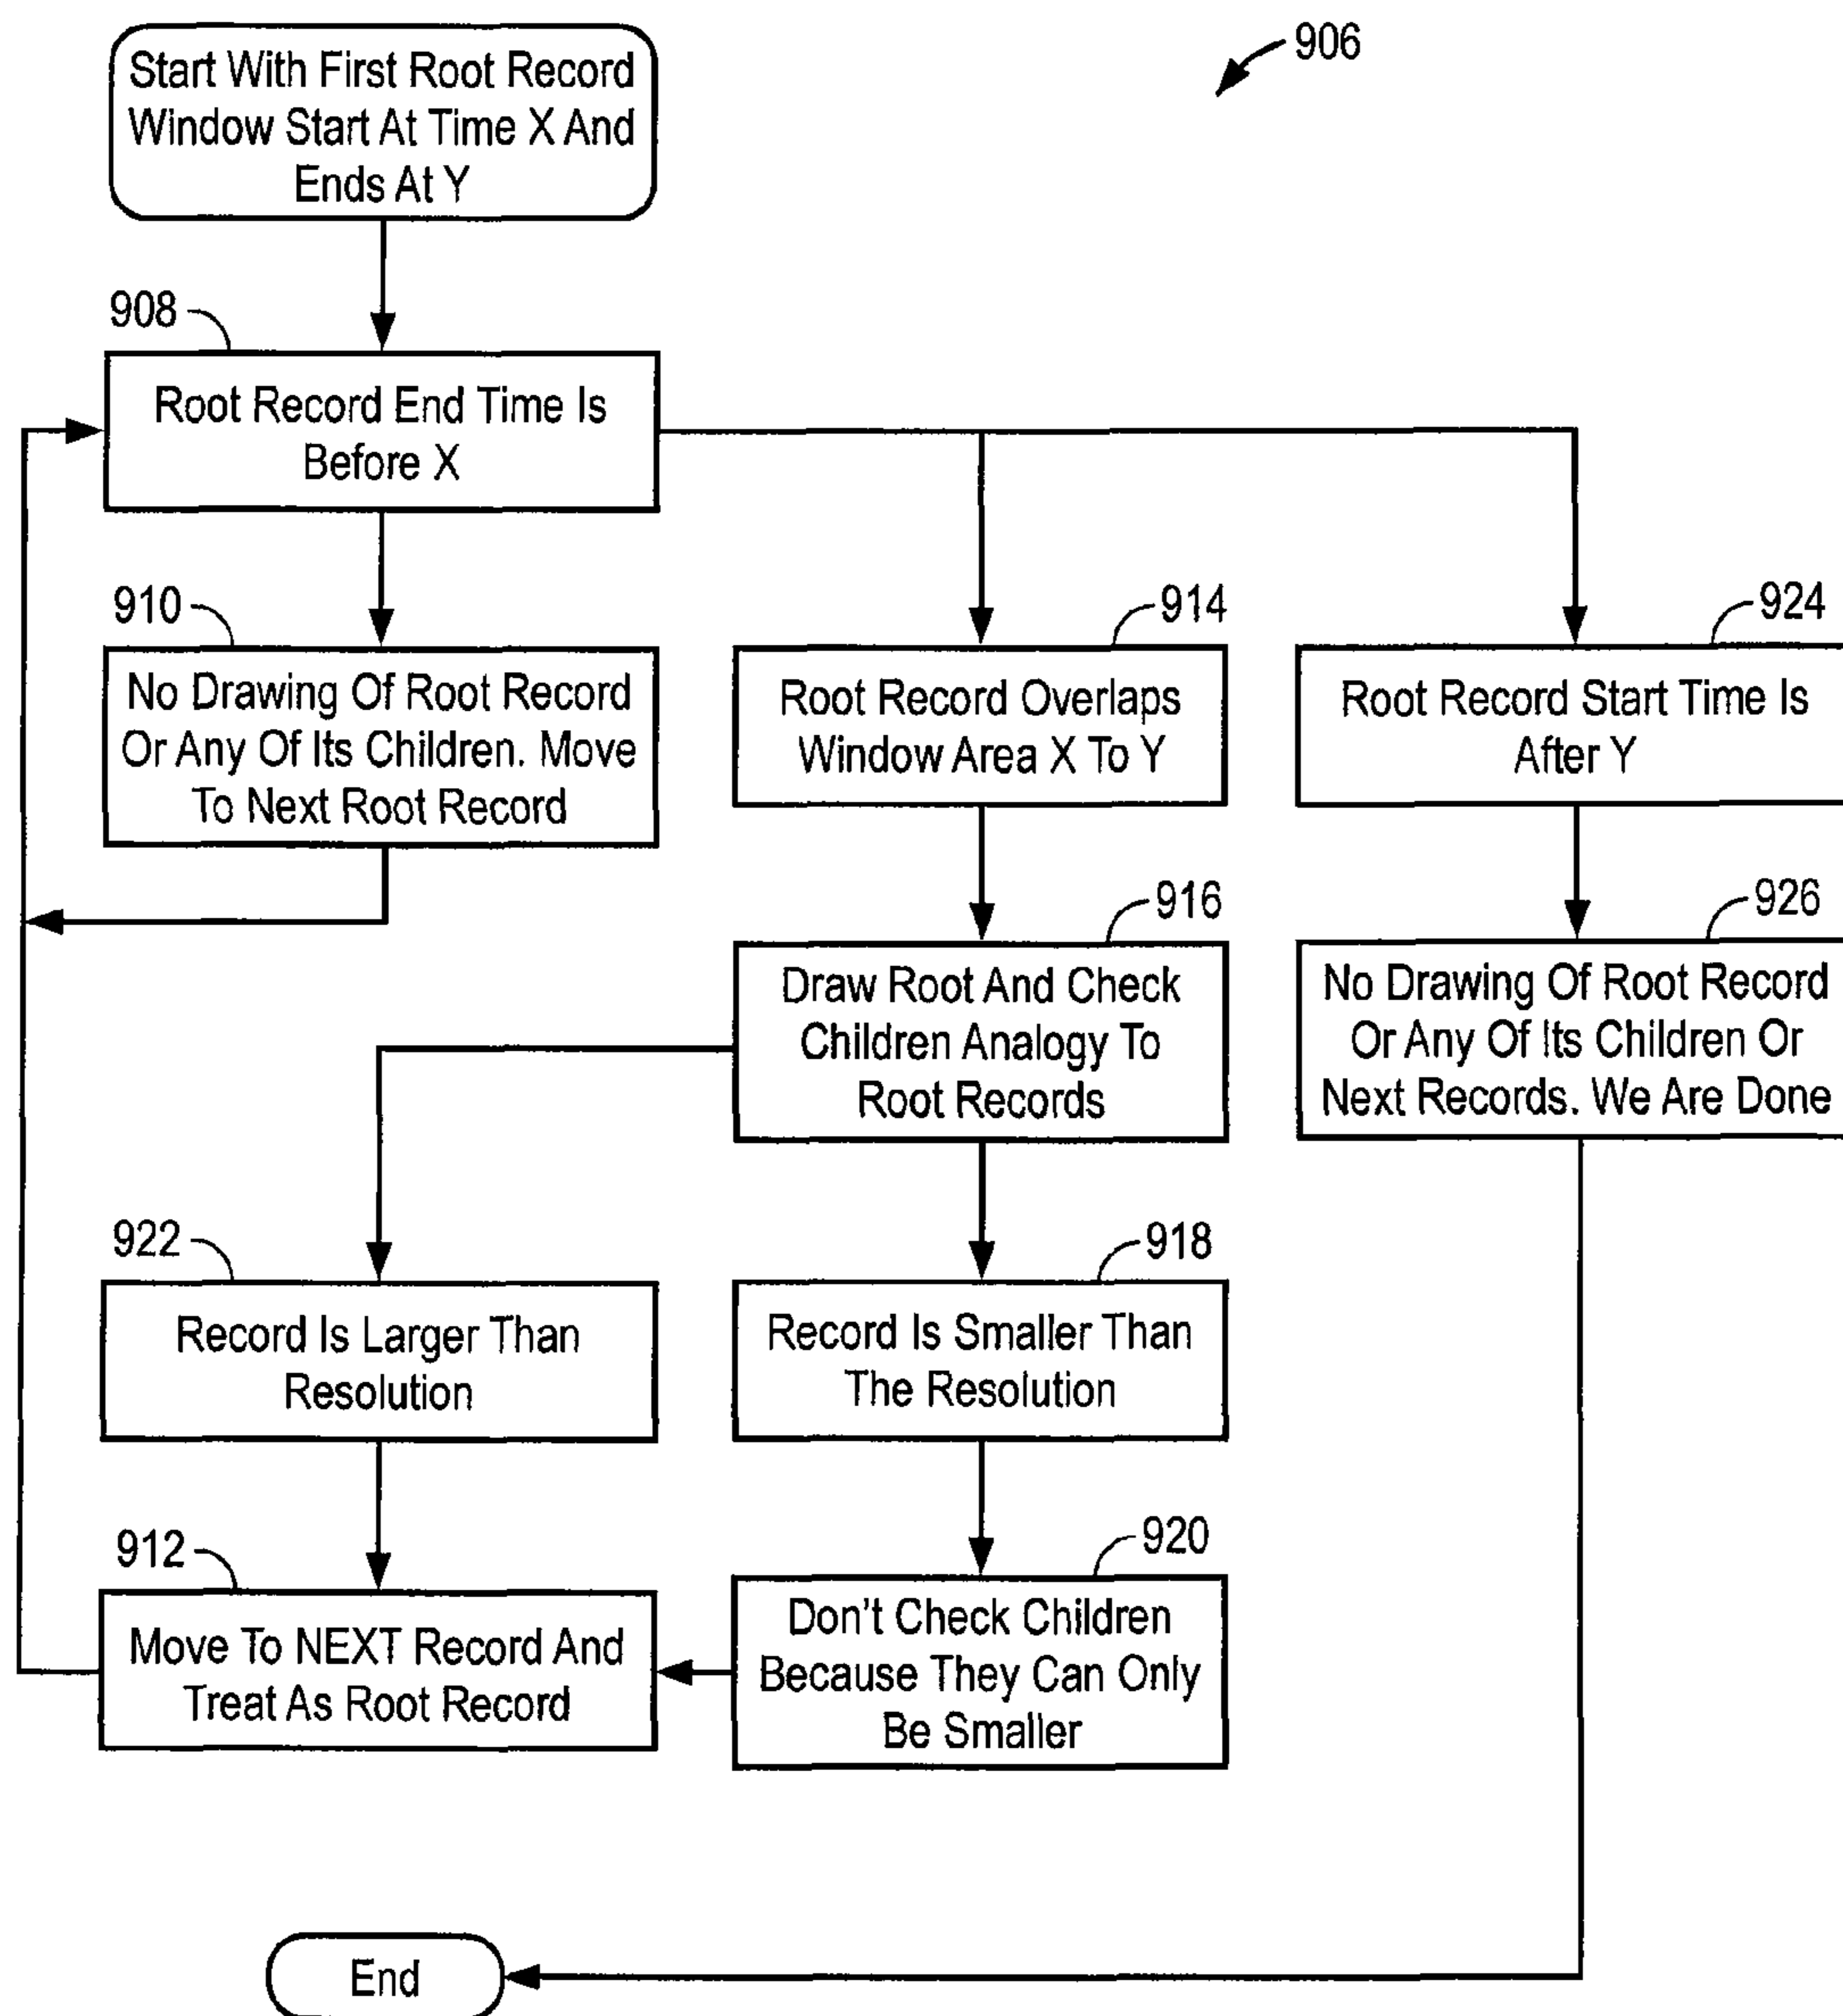 906
Start With First Root Record
Window Start At Time X And
Ends At Y
908
Root Record End Time Is
Before X
910
No Drawing Of Root Record
Or Any Of Its Children. Move
To Next Root Record
914
Root Record Overlaps
Window Area X To Y
924
Root Record Start Time Is
After Y
916
Draw Root And Check
Children Analogy To
Root Records
926
No Drawing Of Root Record
Or Any Of Its Children Or
Next Records. We Are Done
922
Record Is Larger Than
Resolution
918
Record Is Smaller Than
The Resolution
912
Move To NEXT Record And
Treat As Root Record
920
Don't Check Children
Because They Can Only
Be Smaller
End